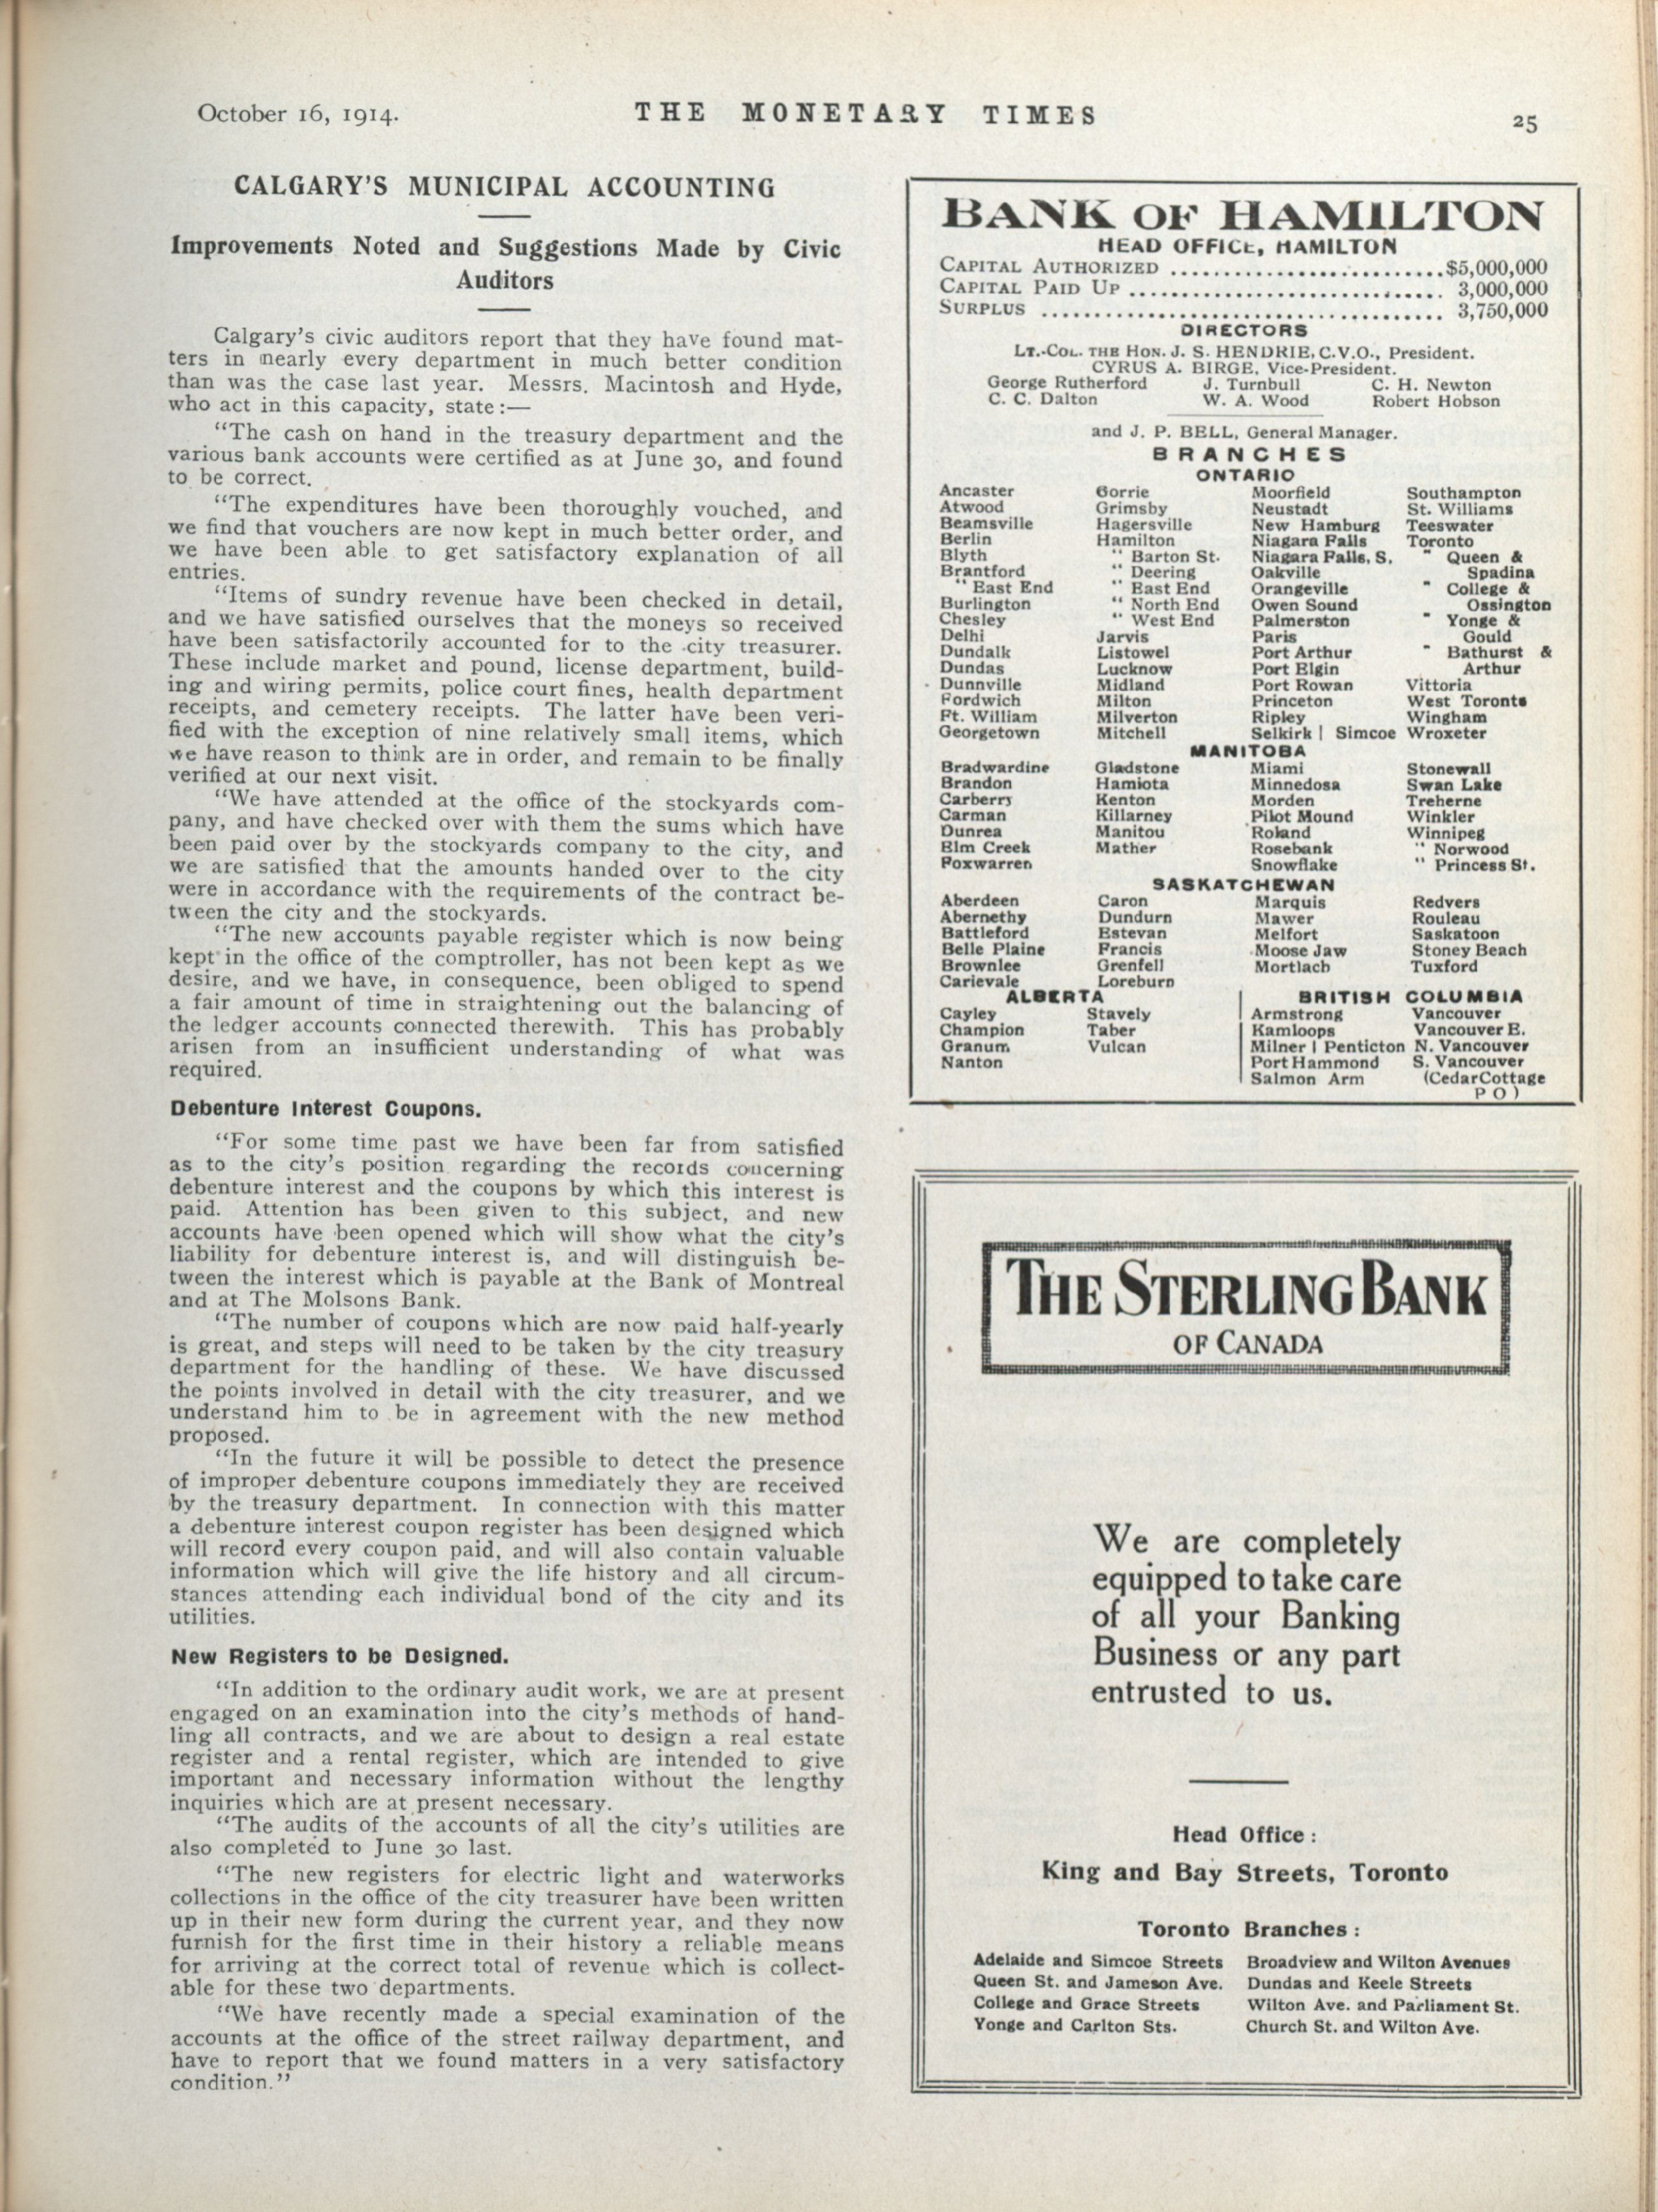 October 16, 1914.
THE MONETARY TIMES
25
CALGARY'S MUNICIPAL ACCOUNTING
Improvements Noted and Suggestions Made by Civic
Auditors
Calgary's civic auditors report that they have found mat-
ters in nearly every department in much better condition
than was the case last year. Messrs. Macintosh and Hyde,
who act in this capacity, state:—
"The cash on hand in the treasury department and the
various bank accounts were certified as at June 30, and found
to be correct.
"The expenditures have been thoroughly vouched, and
we find that vouchers are now kept in much better order, and
we have been able to get satisfactory explanation of all
entries.
"Items of sundry revenue have been checked in detail,
and we have satisfied ourselves that the moneys so received
have been satisfactorily accounted for to the city treasurer.
These include market and pound, license department, build-
ing and wiring permits, police court fines, health department
receipts, and cemetery receipts. The latter have been veri-
fied with the exception of nine relatively small items, which
we have reason to think are in order, and remain to be finally
verified at our next visit.
"We have attended at the office of the stockyards com-
pany, and have checked over with them the sums which have
been paid over by the stockyards company to the city, and
we are satisfied that the amounts handed over to the city
were in accordance with the requirements of the contract be-
tween the city and the stockyards.
"The new accounts payable register which is now being
kept in the office of the comptroller, has not been kept as we
desire, and we have, in consequence, been obliged to spend
a fair amount of time in straightening out the balancing of
the ledger accounts connected therewith. This has probably
arisen from an insufficient understanding of what was
required.
Debenture Interest Coupons.
"For some time past we have been far from satisfied
as to the city's position regarding the records concerning
debenture interest and the coupons by which this interest is
paid. Attention has been given to this subject, and new
accounts have been opened which will show what the city's
liability for debenture interest is, and will distinguish be-
tween the interest which is payable at the Bank of Montreal
and at The Molsons Bank.
"The number of coupons which are now paid half-yearly
is great, and steps will need to be taken by the city treasury
department for the handling of these. We have discussed
the points involved in detail with the city treasurer, and we
understand him to be in agreement with the new method
proposed.
"In the future it will be possible to detect the presence
of improper debenture coupons immediately they are received
by the treasury department. In connection with this matter
a debenture interest coupon register has been designed which
will record every coupon paid, and will also contain valuable
information which will give the life history and all circum-
stances attending each individual bond of the city and its
utilities.
New Registers to be Designed.
"In addition to the ordinary audit work, we are at present
engaged on an examination into the city's methods of hand-
ling all contracts, and we are about to design a real estate
register and a rental register, which are intended to give
important and necessary information without the lengthy
inquiries which are at present necessary.
"The audits of the accounts of all the city's utilities are
also completed to June 30 last.
"The new registers for electric light and waterworks
collections in the office of the city treasurer have been written
up in their new form during the current year, and they now
furnish for the first time in their history a reliable means
for arriving at the correct total of revenue which is collect-
able for these two departments.
"We have recently made a special examination of the
accounts at the office of the street railway department, and
have to report that we found matters in a very satisfactory
condition."
BANK OF HAMILTON
HEAD OFFICE, HAMILTON
CAPITAL AUTHORIZED ..........................$5,000,000
CAPITAL PAID UP .............................. 3,000,000
SURPLUS ...................................... 3,750,000
DIRECTORS
LT.-COL. THE HON. J. S. HENDRIE, C.V.O., President.
CYRUS A. BIRGE, Vice-President.
George Rutherford J. Turnbull C. H. Newton
C. C. Dalton W. A. Wood Robert Hobson
and J. P. BELL, General Manager.
BRANCHES
ONTARIO
Ancaster Gorrie Moorfield Southampton
Atwood Grimsby Neustadt St. Williams
Beamsville Hagersville New Hamburg Teeswater
Berlin Hamilton Niagara Falls Toronto
Blyth " Barton St. Niagara Falls, S. " Queen &
Brantford " Deering Oakville Spadina
" East End " East End Orangeville " College &
Burlington " North End Owen Sound Ossington
Chesley " West End Palmerston " Yonge &
Delhi Jarvis Paris Gould
Dundalk Listowel Port Arthur " Bathurst &
Dundas Lucknow Port Elgin Arthur
Dunnville Midland Port Rowan Vittoria
Fordwich Milton Princeton West Toronto
Ft. William Milverton Ripley Wingham
Georgetown Mitchell Selkirk | Simcoe Wroxeter
MANITOBA
Bradwardine Gladstone Miami Stonewall
Brandon Hamiota Minnedosa Swan Lake
Carberry Kenton Morden Treherne
Carman Killarney Pilot Mound Winkler
Dunrea Manitou Roland Winnipeg
Elm Creek Mather Rosebank " Norwood
Foxwarren Snowflake " Princess St.
SASKATCHEWAN
Aberdeen Caron Marquis Redvers
Abernethy Dundurn Mawer Rouleau
Battleford Estevan Melfort Saskatoon
Belle Plaine Francis Moose Jaw Stoney Beach
Brownlee Grenfell Mortlach Tuxford
Carievale Loreburn
ALBERTA BRITISH COLUMBIA
Cayley Stavely Armstrong Vancouver
Champion Taber Kamloops Vancouver E.
Granum Vulcan Milner | Penticton N. Vancouver
Nanton Port Hammond S. Vancouver
Salmon Arm (Cedar Cottage
P O)
THE STERLING BANK
OF CANADA
We are completely
equipped to take care
of all your Banking
Business or any part
entrusted to us.
Head Office:
King and Bay Streets, Toronto
Toronto Branches:
Adelaide and Simcoe Streets Broadview and Wilton Avenues
Queen St. and Jameson Ave. Dundas and Keele Streets
College and Grace Streets Wilton Ave. and Parliament St.
Yonge and Carlton Sts. Church St. and Wilton Ave.